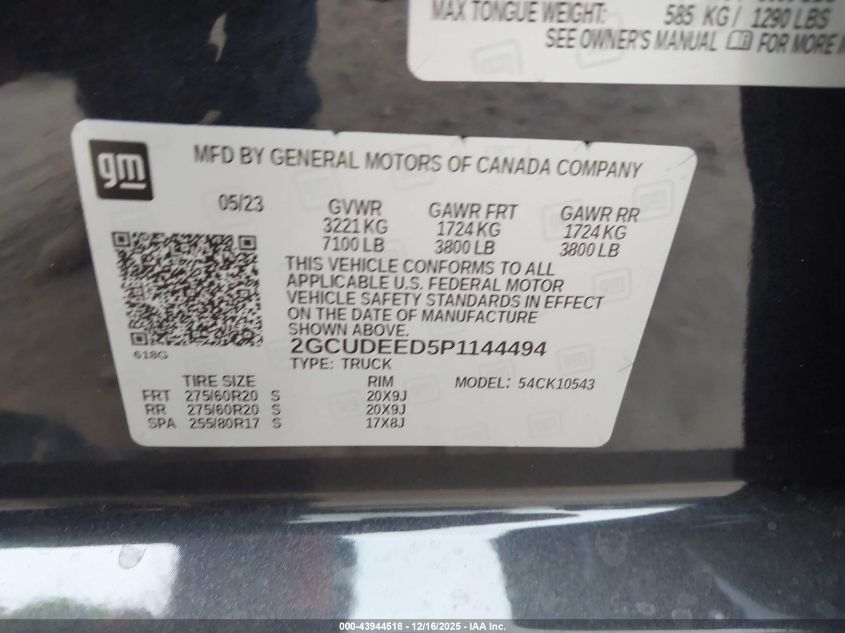 MAX TONGUE WEIGHT: 585 KG / 1290 LBS
SEE OWNER'S MANUAL FOR MORE
gm
MFD BY GENERAL MOTORS OF CANADA COMPANY
05/23 GVWR GAWR FRT GAWR RR
3221 KG 1724 KG 1724 KG
7100 LB 3800 LB 3800 LB
THIS VEHICLE CONFORMS TO ALL
APPLICABLE U.S. FEDERAL MOTOR
VEHICLE SAFETY STANDARDS IN EFFECT
ON THE DATE OF MANUFACTURE
SHOWN ABOVE.
618G
2GCUDEED5P1144494
TYPE: TRUCK MODEL: 54CK10543
TIRE SIZE RIM
FRT 275/60R20 S 20X9J
RR 275/60R20 S 20X9J
SPA 255/80R17 S 17X8J
000-43944518 - 12/16/2025 - IAA Inc.